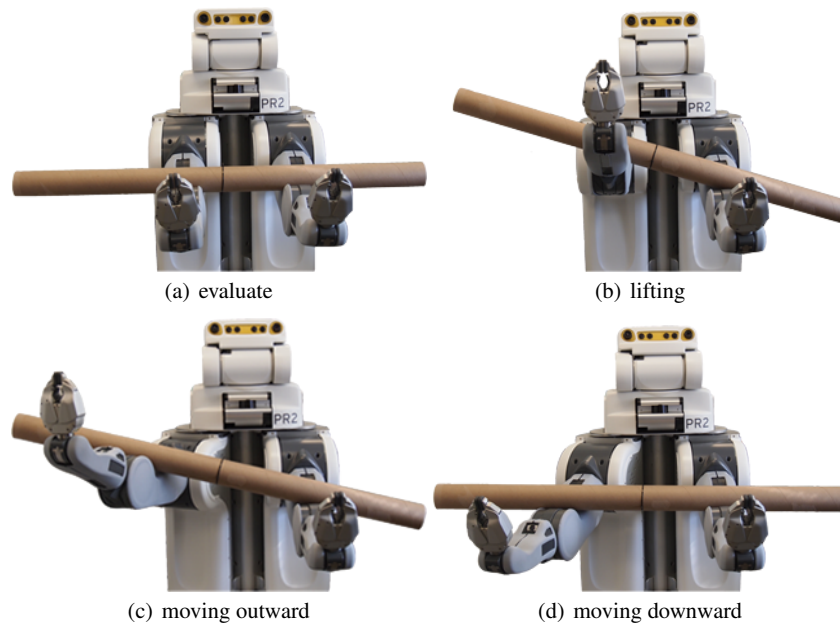 PR2
PR2
(a) evaluate
(b) lifting
PR2
PR2
(c) moving outward
(d) moving downward